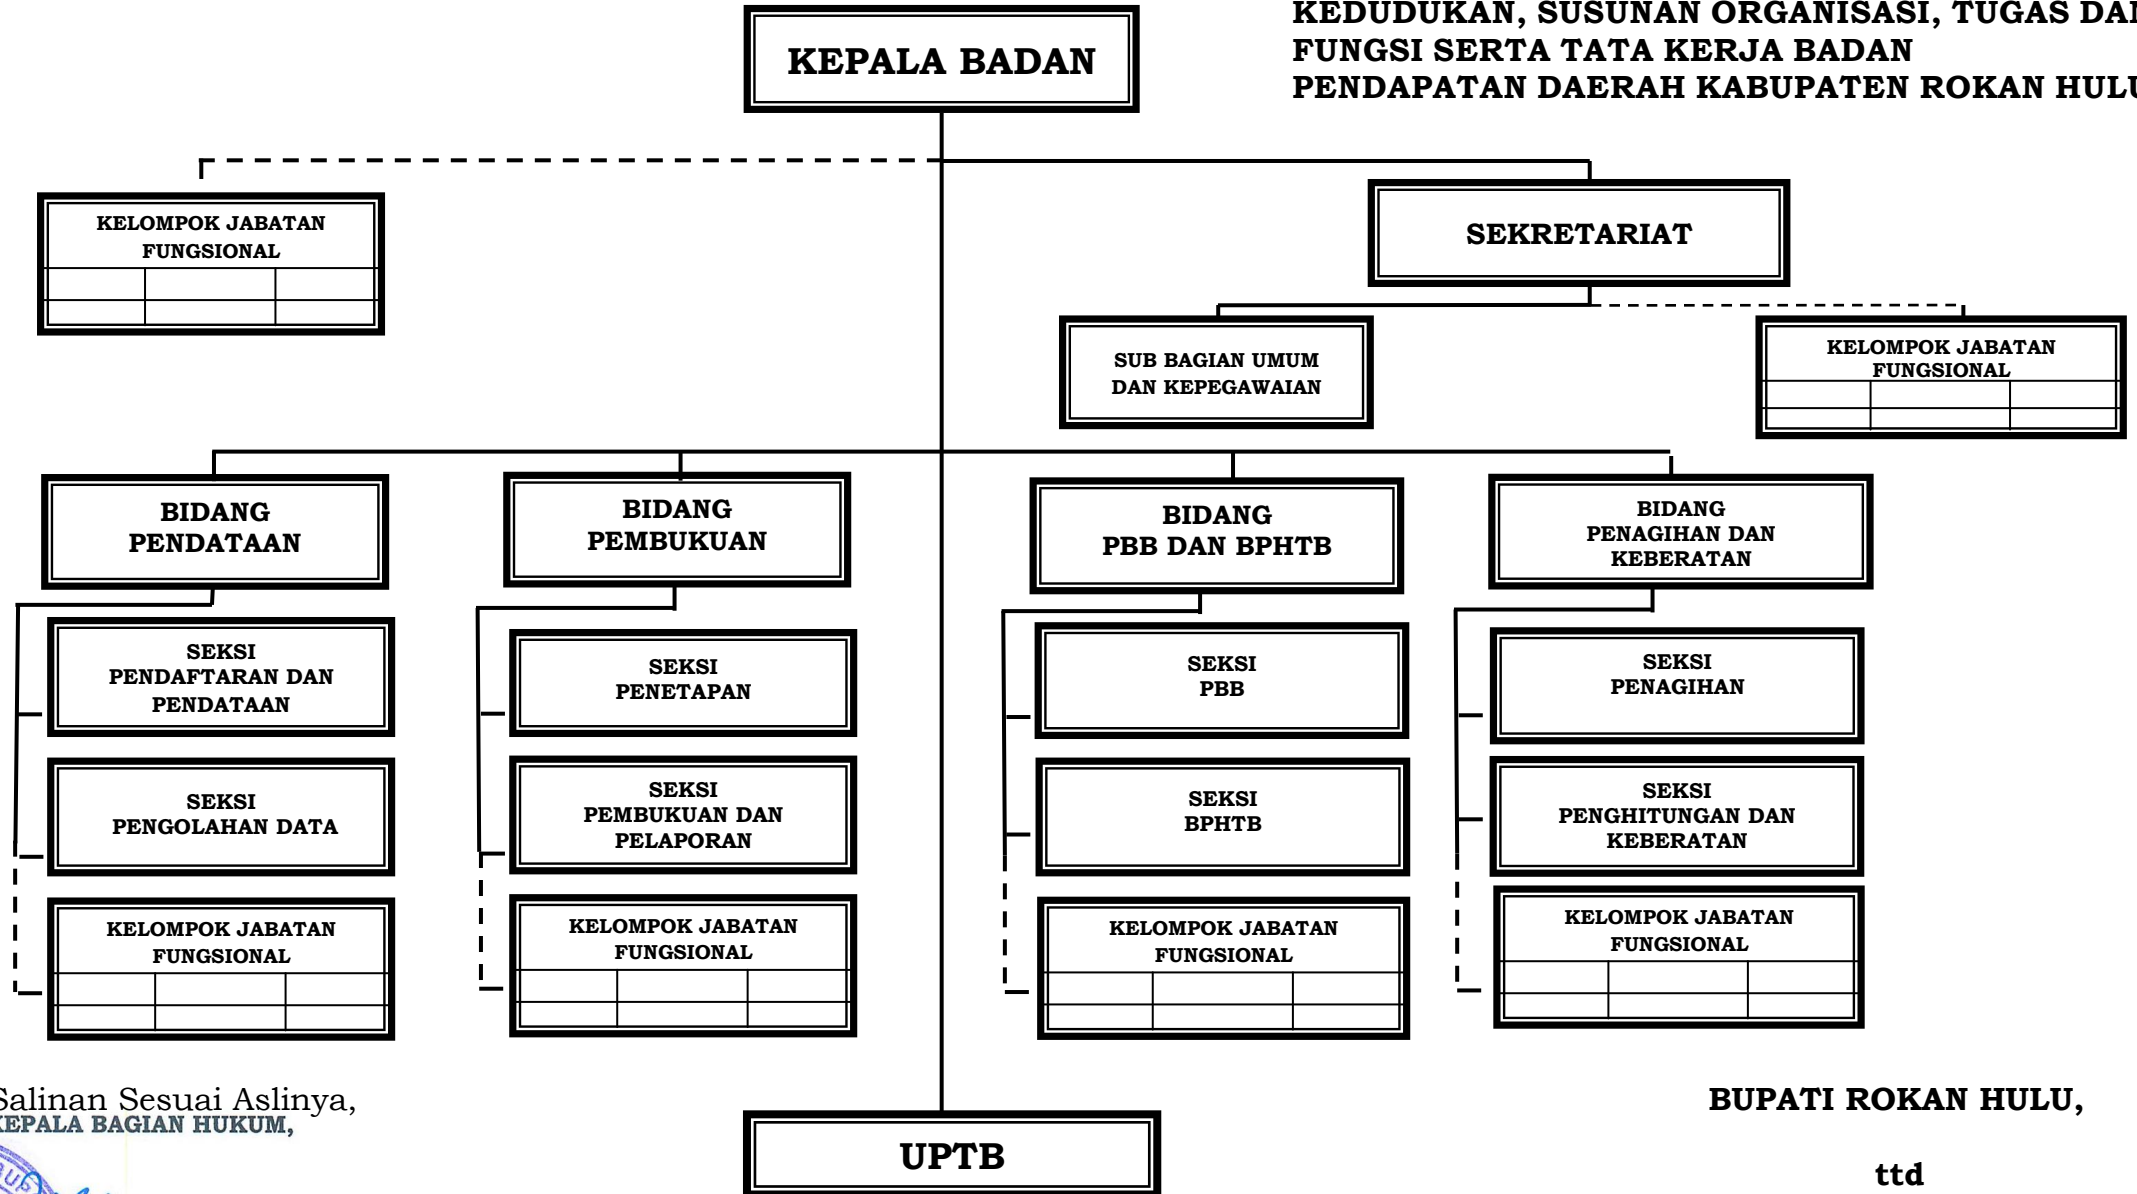 KEDUDUKAN, SUSUNAN ORGANISASI, TUGAS DAN
FUNGSI SERTA TATA KERJA BADAN
PENDAPATAN DAERAH KABUPATEN ROKAN HULU
KEPALA BADAN
KELOMPOK JABATAN
FUNGSIONAL
SEKRETARIAT
SUB BAGIAN UMUM
DAN KEPEGAWAIAN
KELOMPOK JABATAN
FUNGSIONAL
BIDANG
PENDATAAN
BIDANG
PEMBUKUAN
BIDANG
PBB DAN BPHTB
BIDANG
PENAGIHAN DAN
KEBERATAN
SEKSI
PENDAFTARAN DAN
PENDATAAN
SEKSI
PENETAPAN
SEKSI
PBB
SEKSI
PENAGIHAN
SEKSI
PENGOLAHAN DATA
SEKSI
PEMBUKUAN DAN
PELAPORAN
SEKSI
BPHTB
SEKSI
PENGHITUNGAN DAN
KEBERATAN
KELOMPOK JABATAN
FUNGSIONAL
KELOMPOK JABATAN
FUNGSIONAL
KELOMPOK JABATAN
FUNGSIONAL
KELOMPOK JABATAN
FUNGSIONAL
Salinan Sesuai Aslinya,
KEPALA BAGIAN HUKUM,
UPTB
BUPATI ROKAN HULU,
ttd